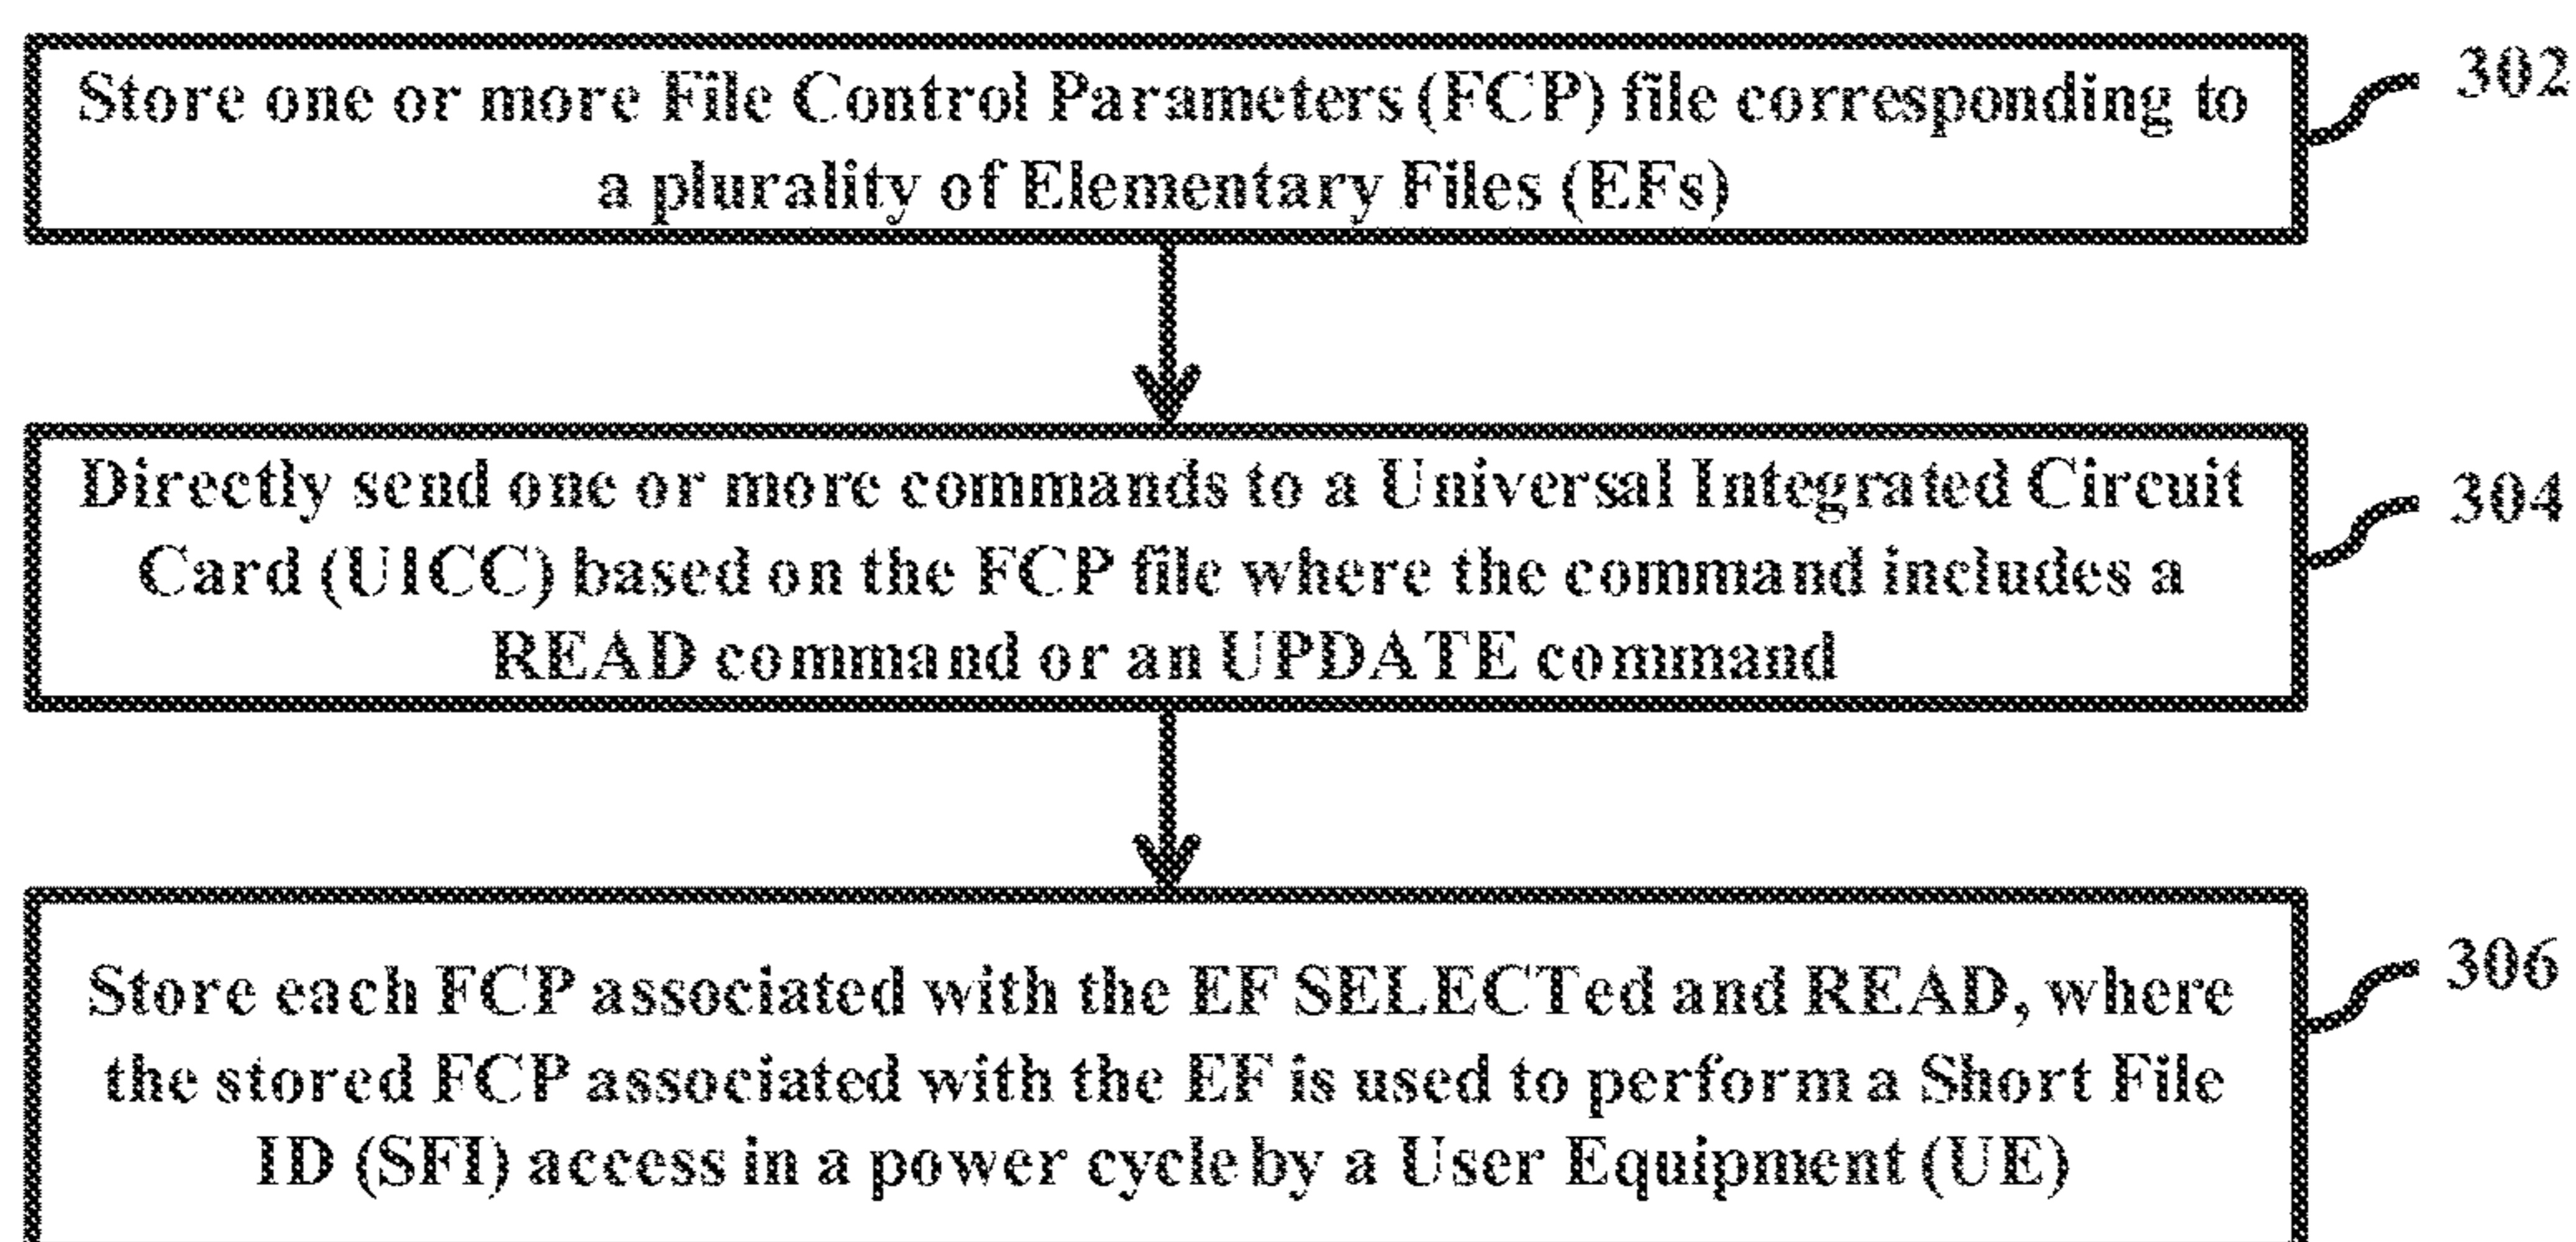 Store one or more File Control Parameters (FCP) file corresponding to
a plurality of Elementary Files (EFs)
302
Directly send one or more commands to a Universal Integrated Circuit
Card (UICC) based on the FCP file where the command includes a
READ command or an UPDATE command
304
Store each FCP associated with the EF SELECTed and READ, where
the stored FCP associated with the EF is used to perform a Short File
ID (SFI) access in a power cycle by a User Equipment (UE)
306